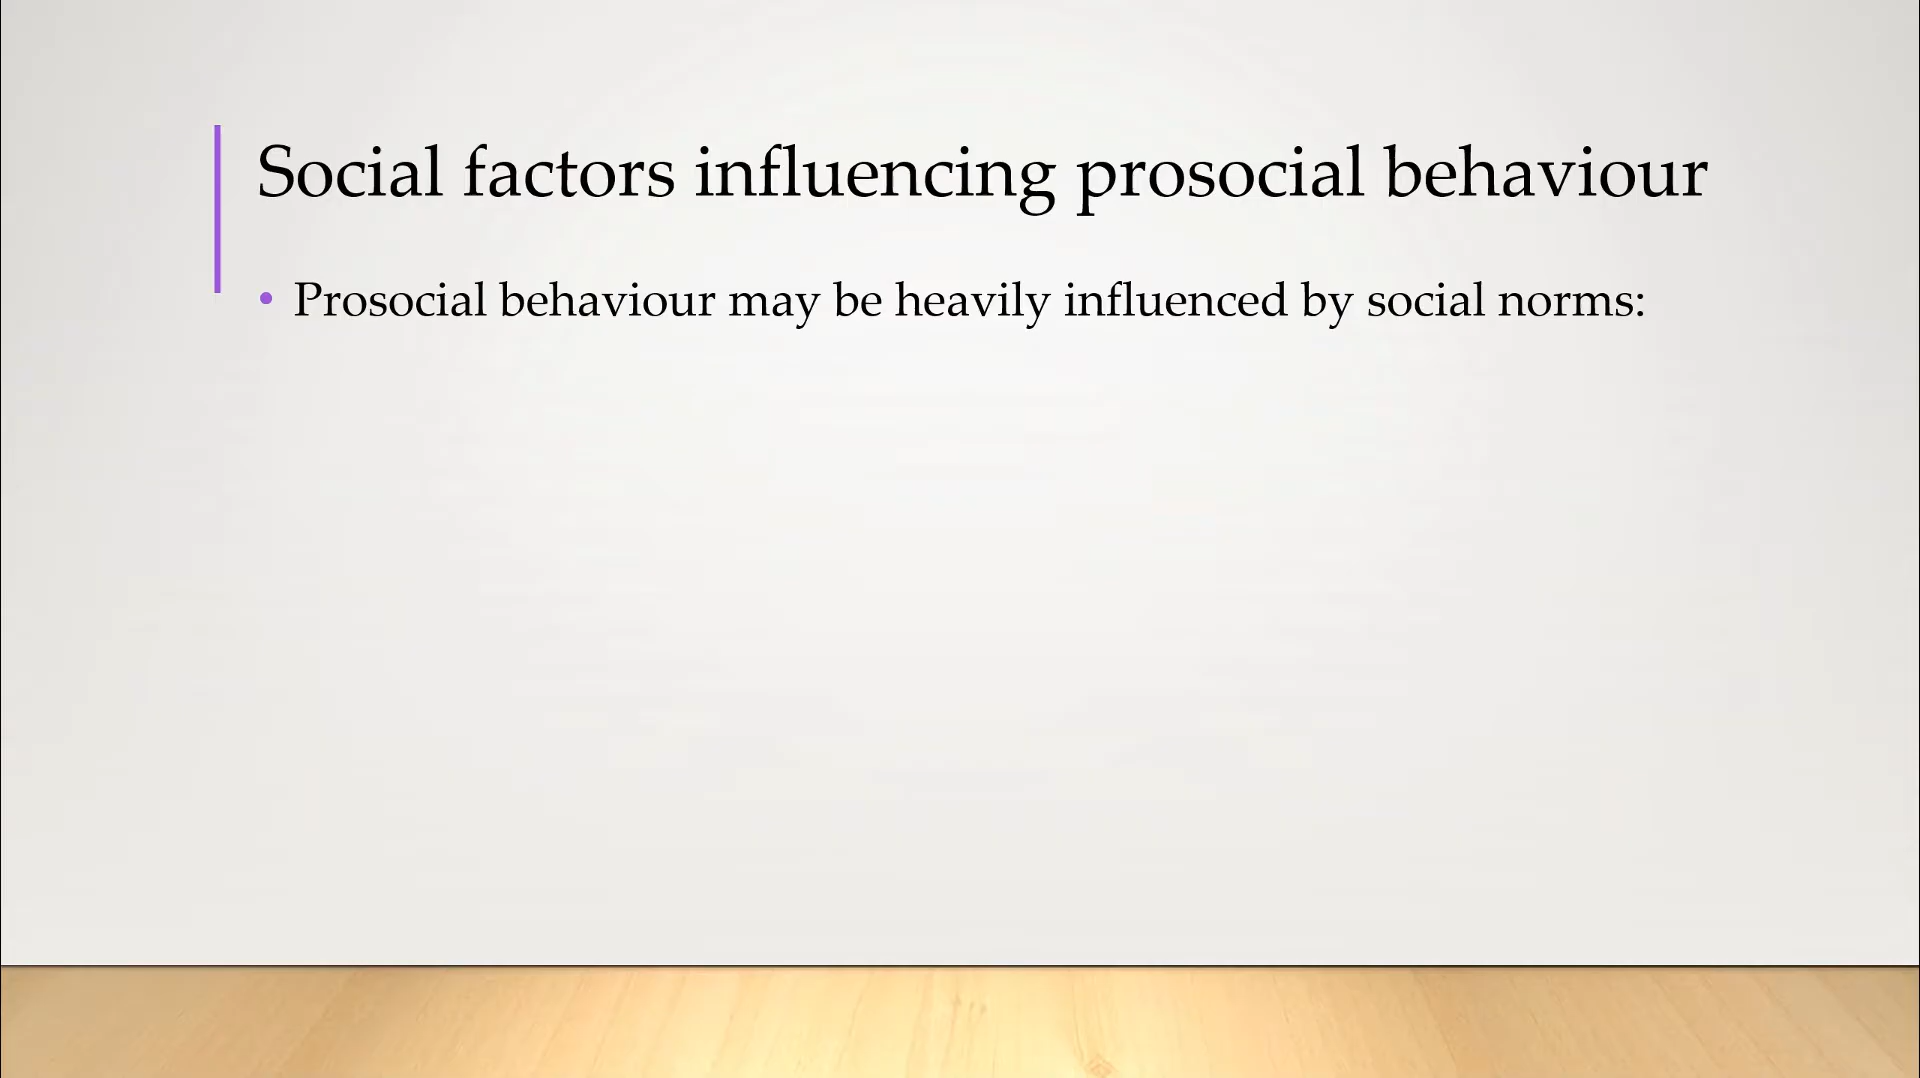 Social factors influencing prosocial behaviour
• Prosocial behaviour may be heavily influenced by social norms: